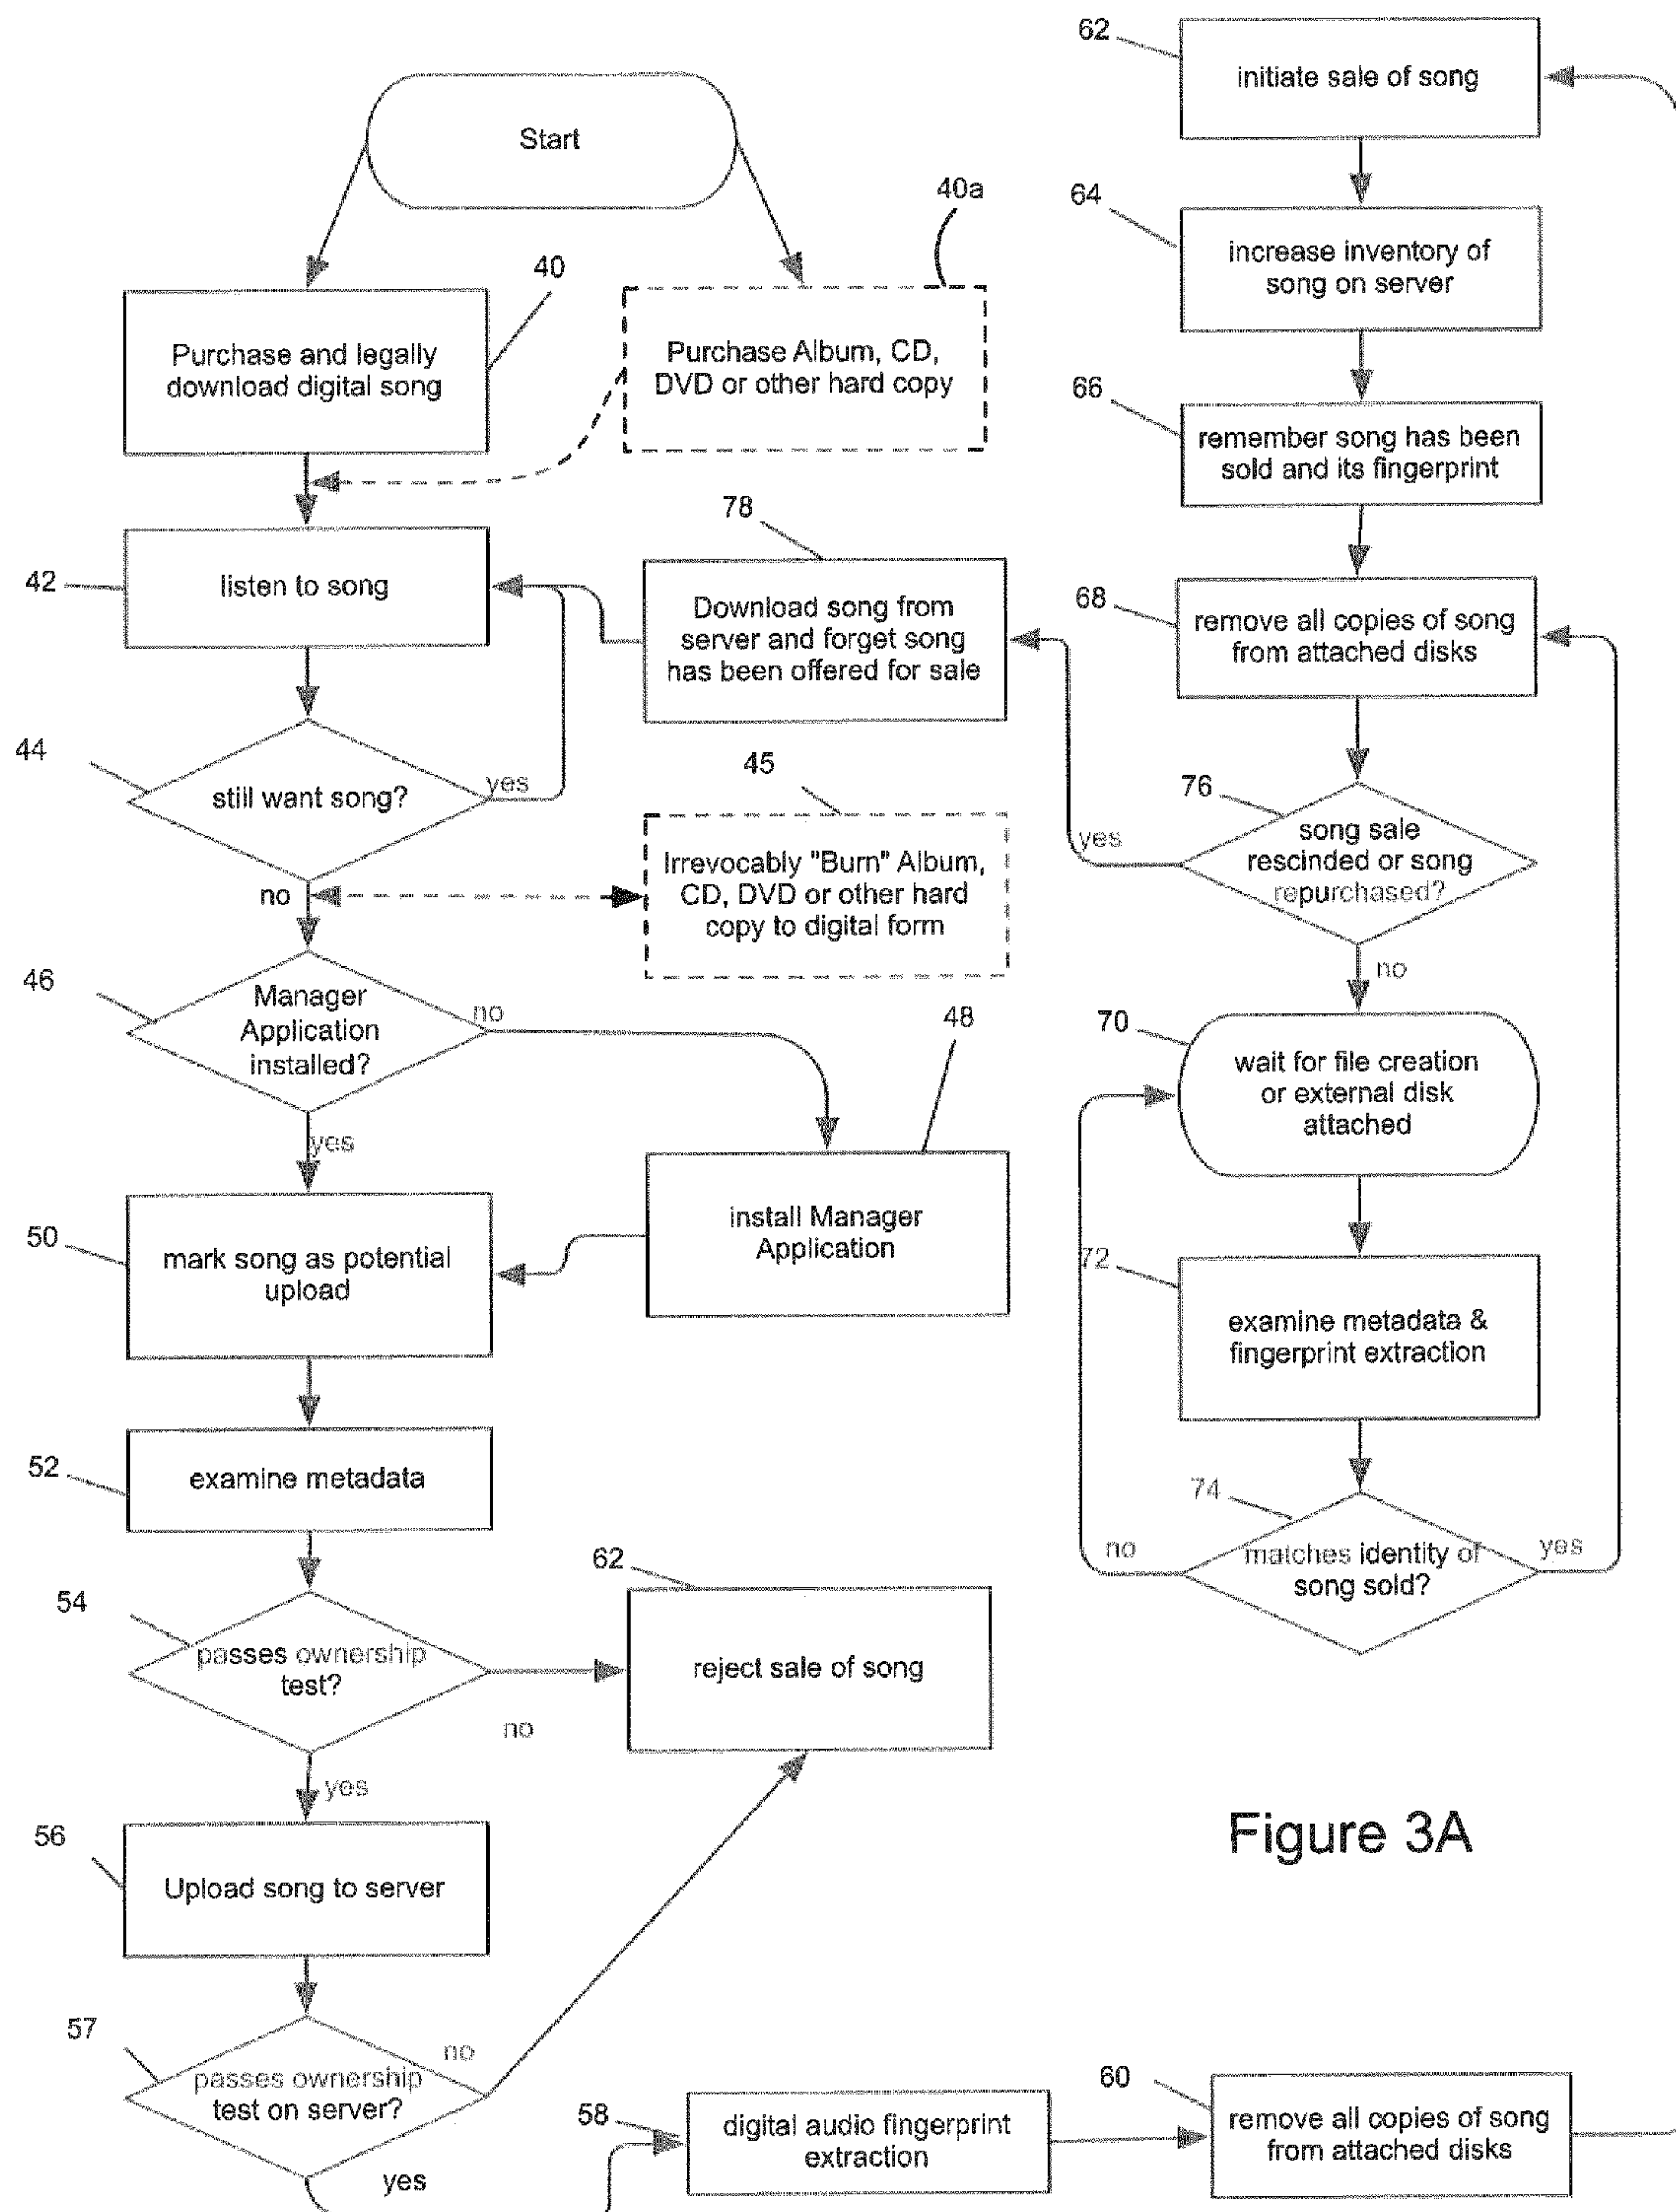 Start
40
Purchase and legally
download digital song
40a
Purchase Album, CD,
DVD or other hard copy
42
listen to song
78
Download song from
server and forget song
has been offered for sale
44
still want song?
yes
no
45
Irrevocably "Burn" Album,
CD, DVD or other hard
copy to digital form
46
Manager
Application
installed?
no
yes
48
install Manager
Application
50
mark song as potential
upload
52
examine metadata
54
passes ownership
test?
no
yes
62
reject sale of song
56
Upload song to server
57
passes ownership
test on server?
no
yes
58
digital audio fingerprint
extraction
60
remove all copies of song
from attached disks
62
initiate sale of song
64
increase inventory of
song on server
66
remember song has been
sold and its fingerprint
68
remove all copies of song
from attached disks
76
song sale
rescinded or song
repurchased?
yes
no
70
wait for file creation
or external disk
attached
72
examine metadata &
fingerprint extraction
74
matches identity of
song sold?
no
yes
Figure 3A